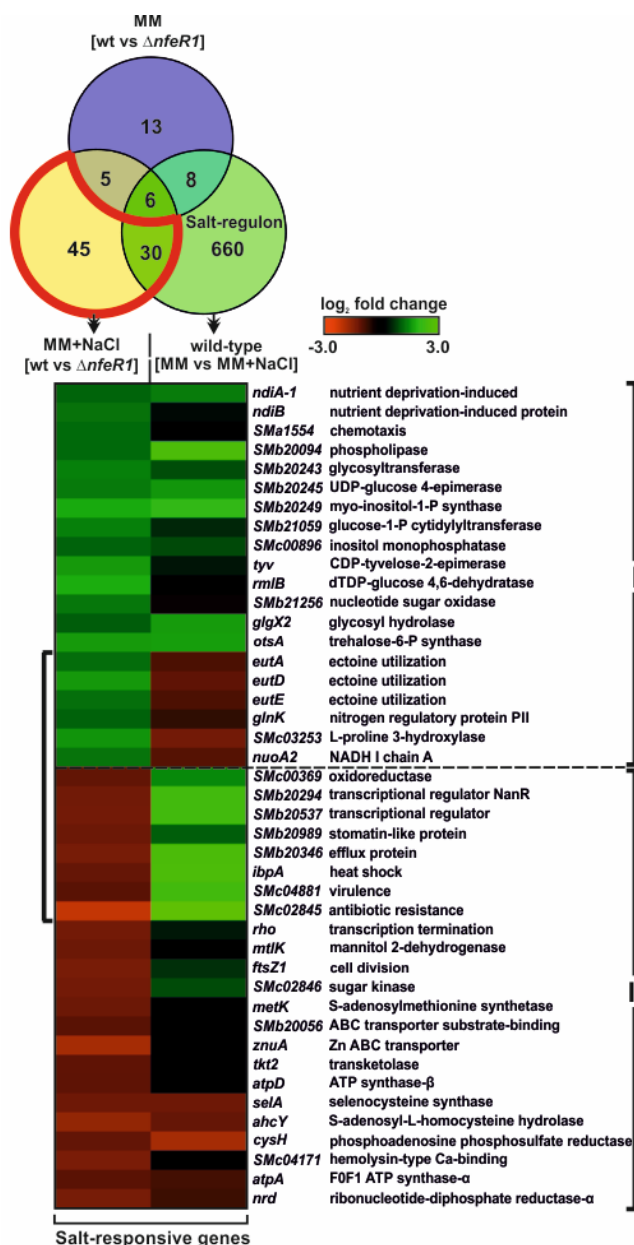 MM
[wt vs ΔnfeR1]
13
5
8
6
Salt-regulon
45
30
660
log₂ fold change
-3.0 3.0
MM+NaCl
[wt vs ΔnfeR1]
wild-type
[MM vs MM+NaCl]
ndiA-1 nutrient deprivation-induced
ndiB nutrient deprivation-induced protein
SMa1554 chemotaxis
SMb20094 phospholipase
SMb20243 glycosyltransferase
SMb20245 UDP-glucose 4-epimerase
SMb20249 myo-inositol-1-P synthase
SMb21059 glucose-1-P cytidylyltransferase
SMc00896 inositol monophosphatase
tyv CDP-tyvelose-2-epimerase
rmlB dTDP-glucose 4,6-dehydratase
SMb21256 nucleotide sugar oxidase
glgX2 glycosyl hydrolase
otsA trehalose-6-P synthase
eutA ectoine utilization
eutD ectoine utilization
eutE ectoine utilization
glnK nitrogen regulatory protein PII
SMc03253 L-proline 3-hydroxylase
nuoA2 NADH I chain A
SMc00369 oxidoreductase
SMb20294 transcriptional regulator NanR
SMb20537 transcriptional regulator
SMb20989 stomatin-like protein
SMb20346 efflux protein
ibpA heat shock
SMc04881 virulence
SMc02845 antibiotic resistance
rho transcription termination
mtlK mannitol 2-dehydrogenase
ftsZ1 cell division
SMc02846 sugar kinase
metK S-adenosylmethionine synthetase
SMb20056 ABC transporter substrate-binding
znuA Zn ABC transporter
tkt2 transketolase
atpD ATP synthase-β
selA selenocysteine synthase
ahcY S-adenosyl-L-homocysteine hydrolase
cysH phosphoadenosine phosphosulfate reductase
SMc04171 hemolysin-type Ca-binding
atpA F0F1 ATP synthase-α
nrd ribonucleotide-diphosphate reductase-α
Salt-responsive genes